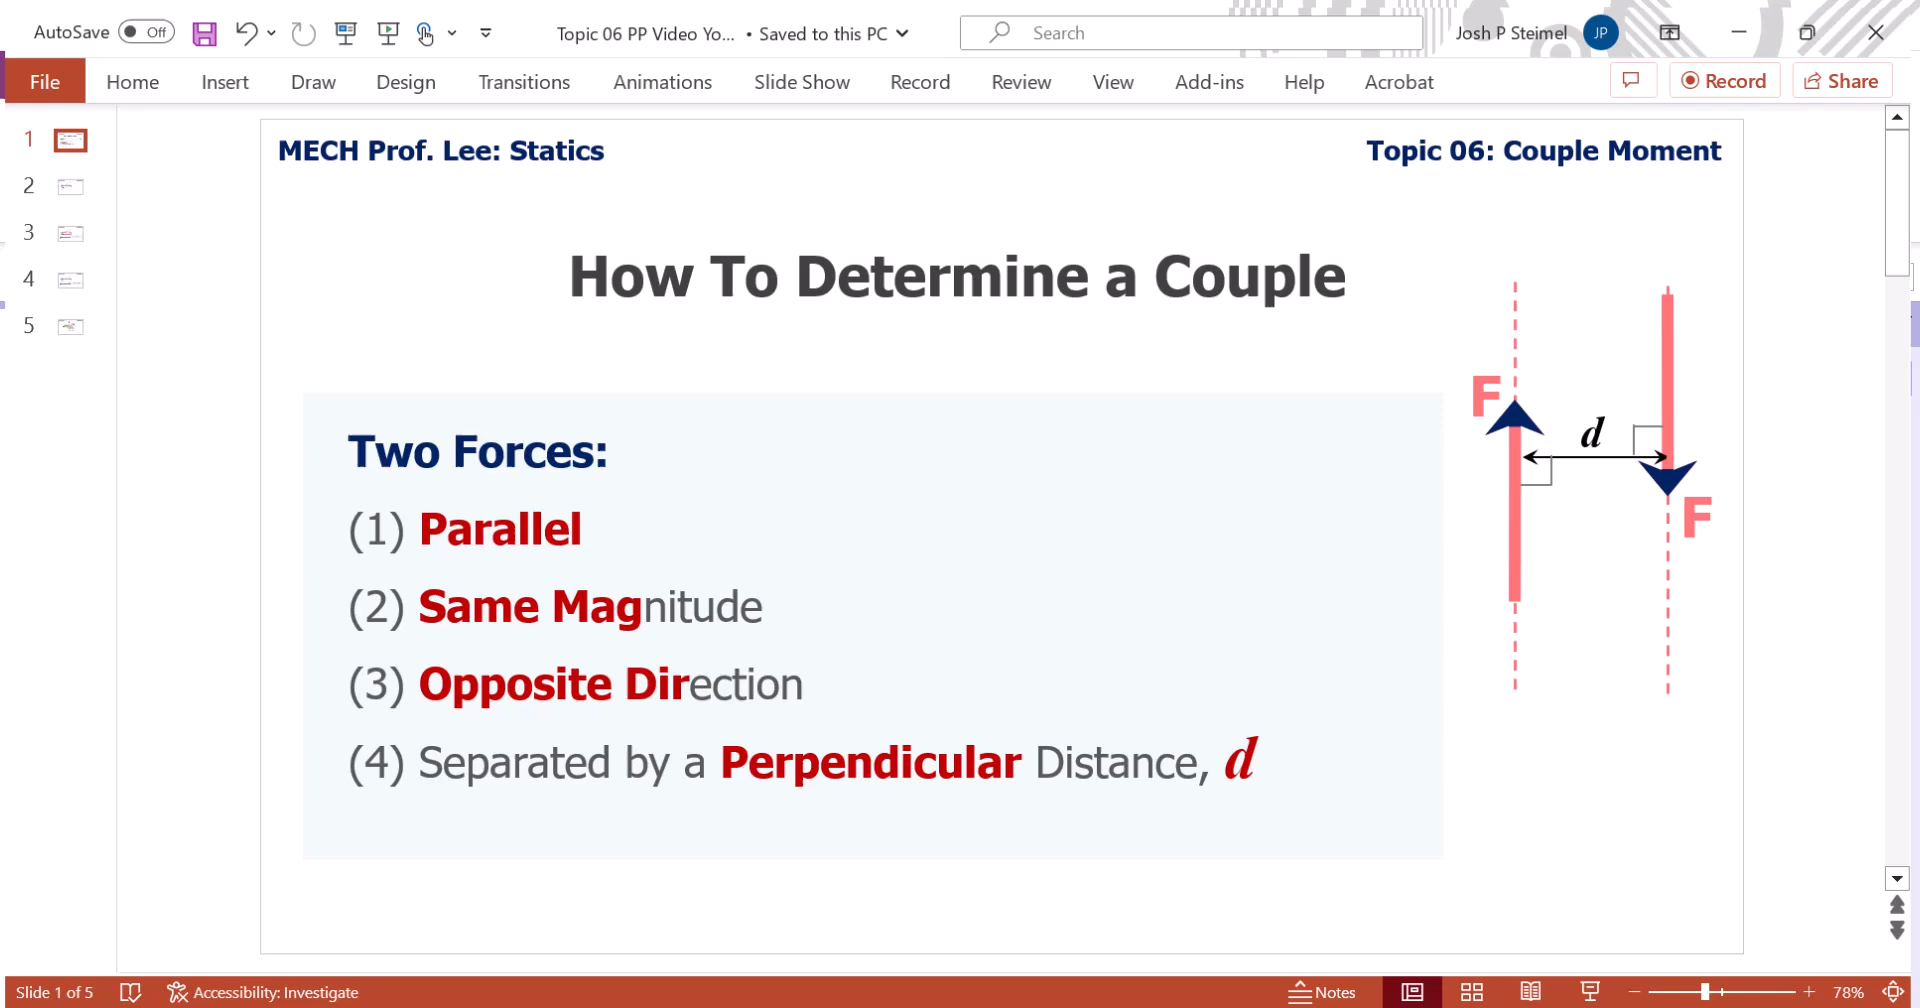 AutoSave Off Topic 06 PP Video Yo... • Saved to this PC Search Josh P Steimel JP
File Home Insert Draw Design Transitions Animations Slide Show Record Review View Add-ins Help Acrobat Record Share
1
2
3
4
5
MECH Prof. Lee: Statics Topic 06: Couple Moment
How To Determine a Couple
Two Forces:
(1) Parallel
(2) Same Magnitude
(3) Opposite Direction
(4) Separated by a Perpendicular Distance, d
F
d
F
Slide 1 of 5 Accessibility: Investigate Notes 78%